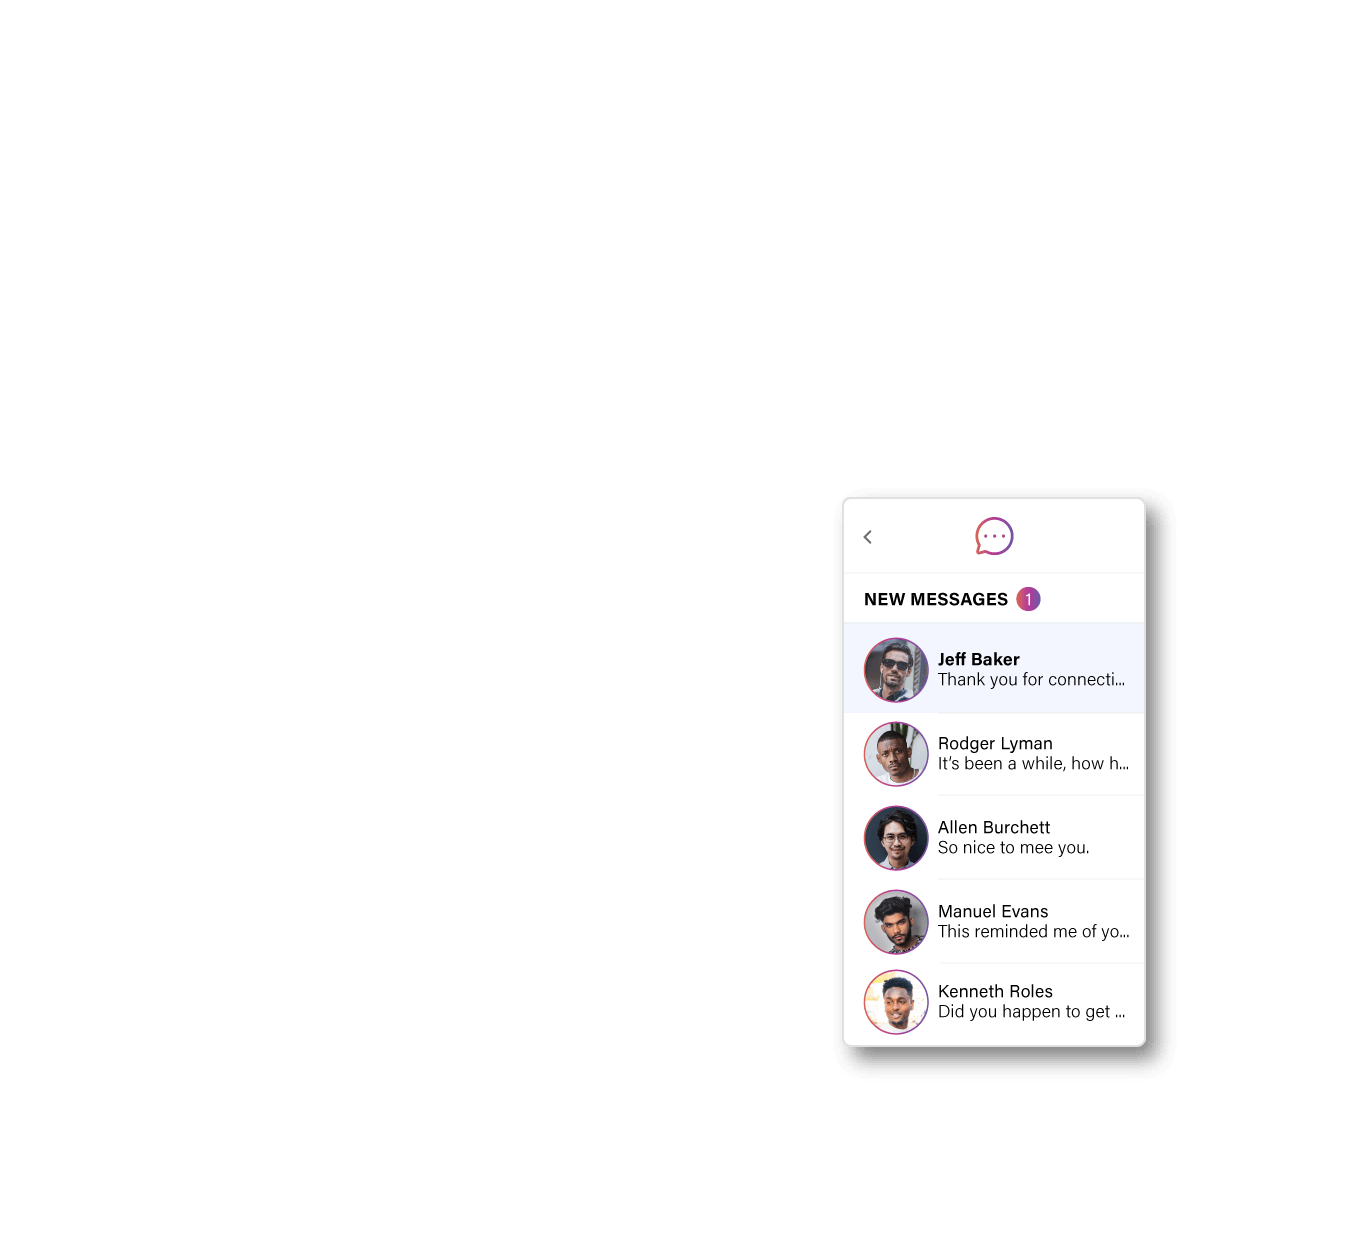 NEW MESSAGES 1
Jeff Baker
Thank you for connecti...
Rodger Lyman
It's been a while, how h...
Allen Burchett
So nice to mee you.
Manuel Evans
This reminded me of yo...
Kenneth Roles
Did you happen to get ...